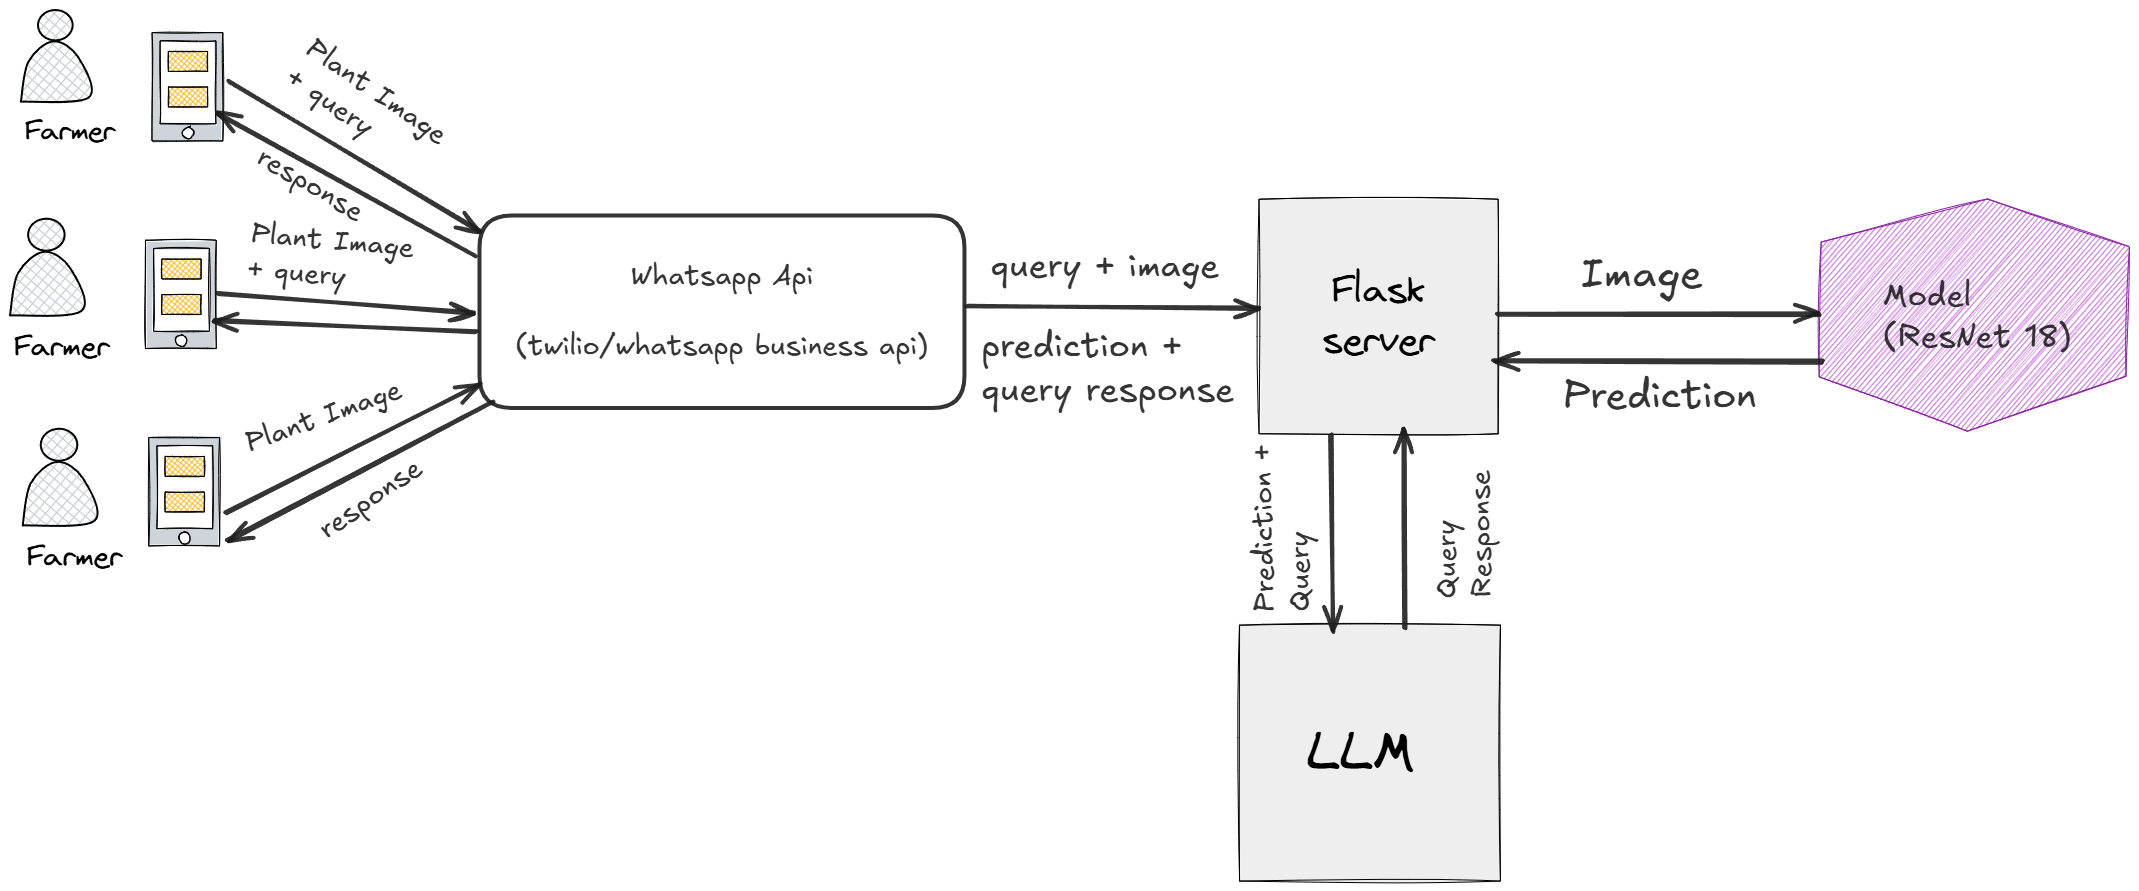 Farmer
Plant Image
+ query
response
Farmer
Plant Image
+ query
Farmer
Plant Image
response
Whatsapp Api
(twilio/whatsapp business api)
query + image
prediction +
query response
Flask
server
Image
Prediction
Model
(ResNet 18)
Prediction +
Query
Query
Response
LLM